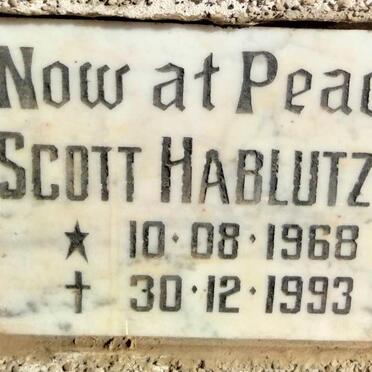 Now at Peac
SCOTT HABLUTZ
★ 10·08·1968
✝ 30·12·1993